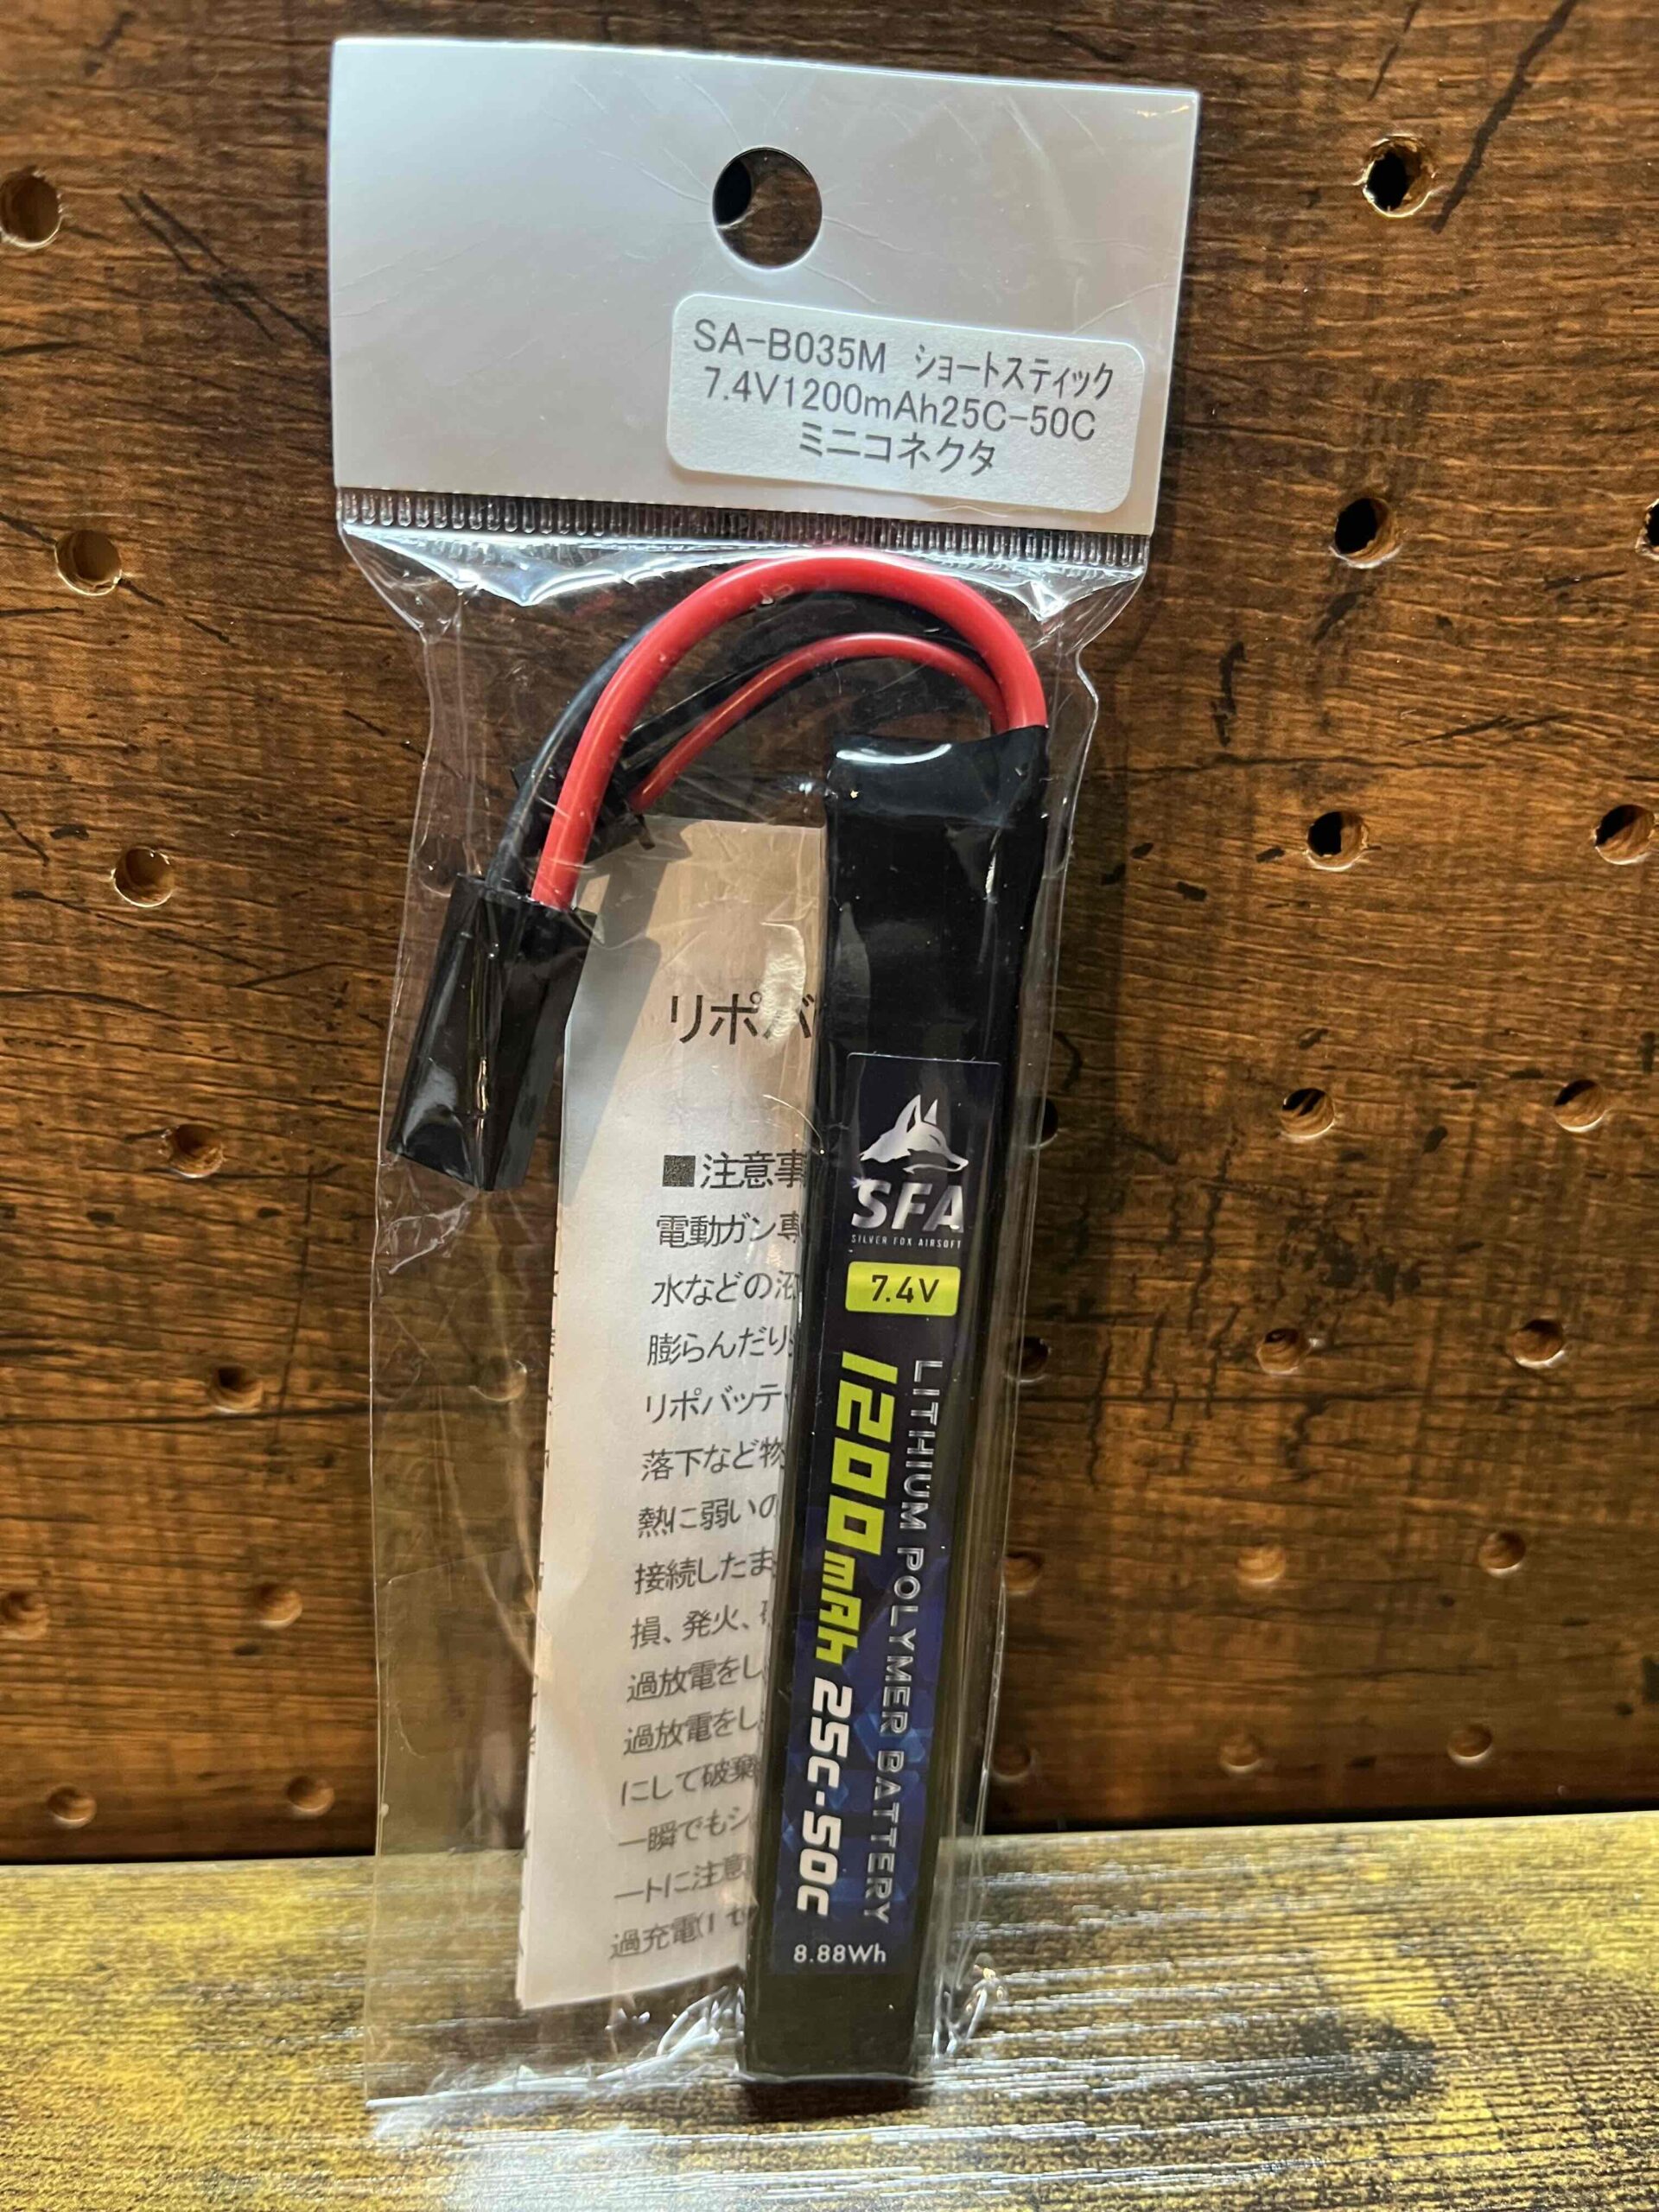 SA-B035M ショートスティック
7.4V1200mAh25C-50C
ミニコネクタ
リポバ
■注意事
電動ガン専
水などの
膨らんだり
リポバッテ
落下など物
熱に弱いの
接続したま
損、発火、
過放電をし
過放電をし
にして破棄
一瞬でもシ
ートに注意
過充電(1
SFA
SILVER FOX AIRSOFT
7.4V
LITHIUM POLYMER BATTERY
1200mAh 25C-50C
8.88Wh